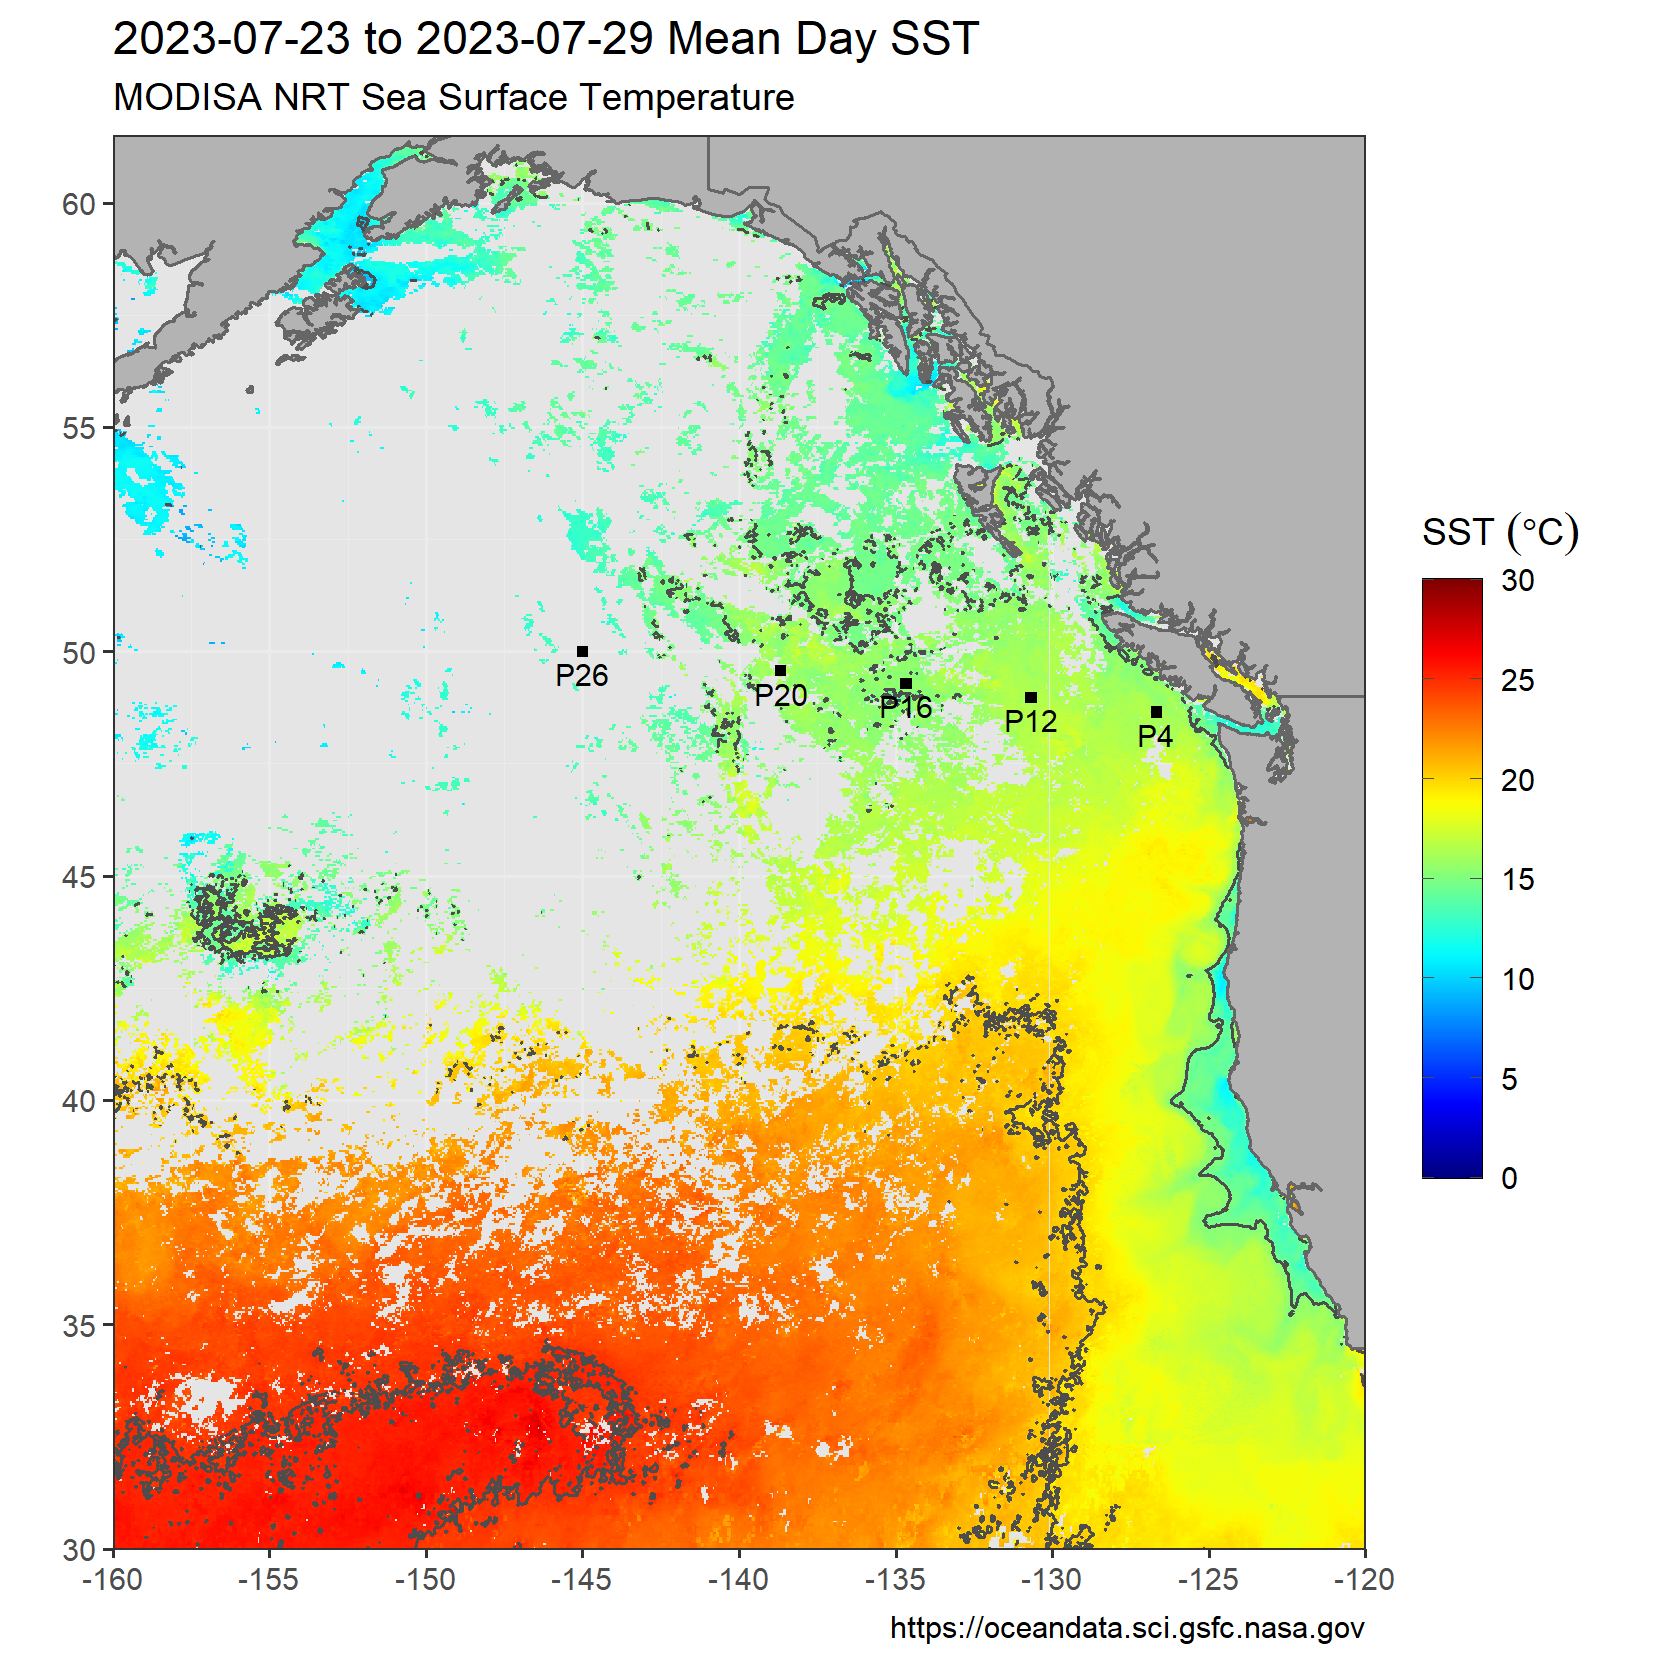 2023-07-23 to 2023-07-29 Mean Day SST
MODISA NRT Sea Surface Temperature
60
55
50
45
40
35
30
P26
P20
P16
P12
P4
-160
-155
-150
-145
-140
-135
-130
-125
-120
SST (°C)
30
25
20
15
10
5
0
https://oceandata.sci.gsfc.nasa.gov